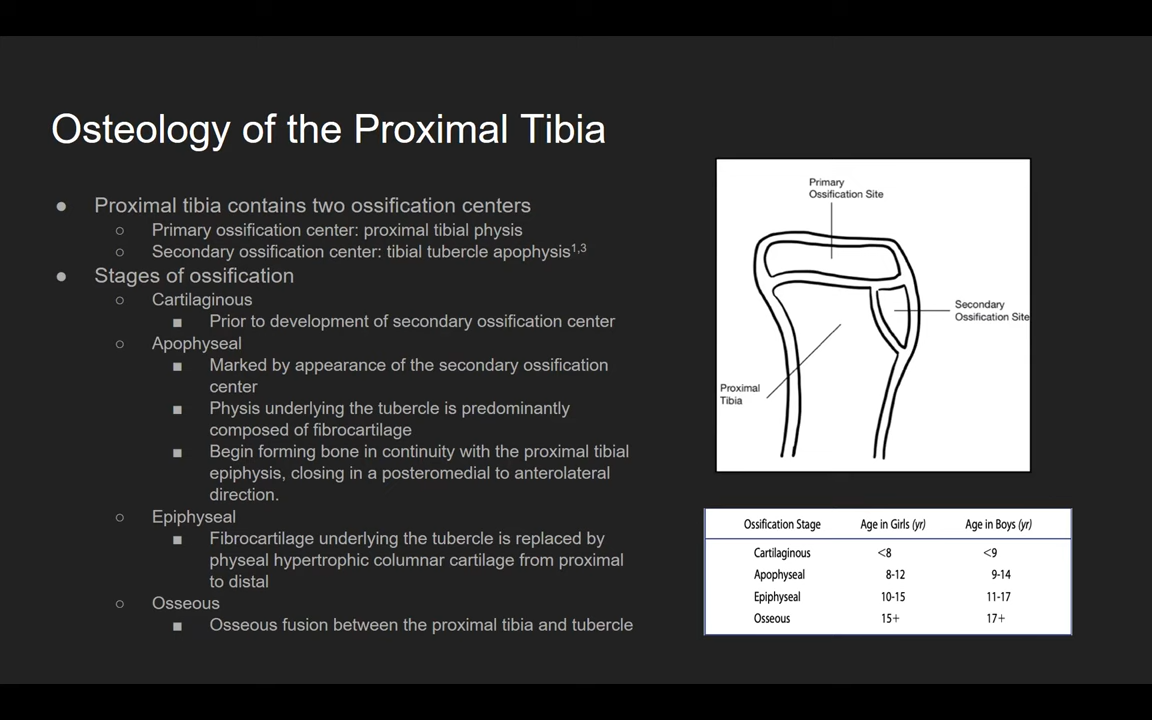 Osteology of the Proximal Tibia
● Proximal tibia contains two ossification centers
○ Primary ossification center: proximal tibial physis
○ Secondary ossification center: tibial tubercle apophysis1,3
● Stages of ossification
○ Cartilaginous
■ Prior to development of secondary ossification center
○ Apophyseal
■ Marked by appearance of the secondary ossification
center
■ Physis underlying the tubercle is predominantly
composed of fibrocartilage
■ Begin forming bone in continuity with the proximal tibial
epiphysis, closing in a posteromedial to anterolateral
direction.
○ Epiphyseal
■ Fibrocartilage underlying the tubercle is replaced by
physeal hypertrophic columnar cartilage from proximal
to distal
○ Osseous
■ Osseous fusion between the proximal tibia and tubercle
Primary
Ossification Site
Secondary
Ossification Site
Proximal
Tibia
Ossification Stage Age in Girls (yr) Age in Boys (yr)
Cartilaginous <8 <9
Apophyseal 8-12 9-14
Epiphyseal 10-15 11-17
Osseous 15+ 17+